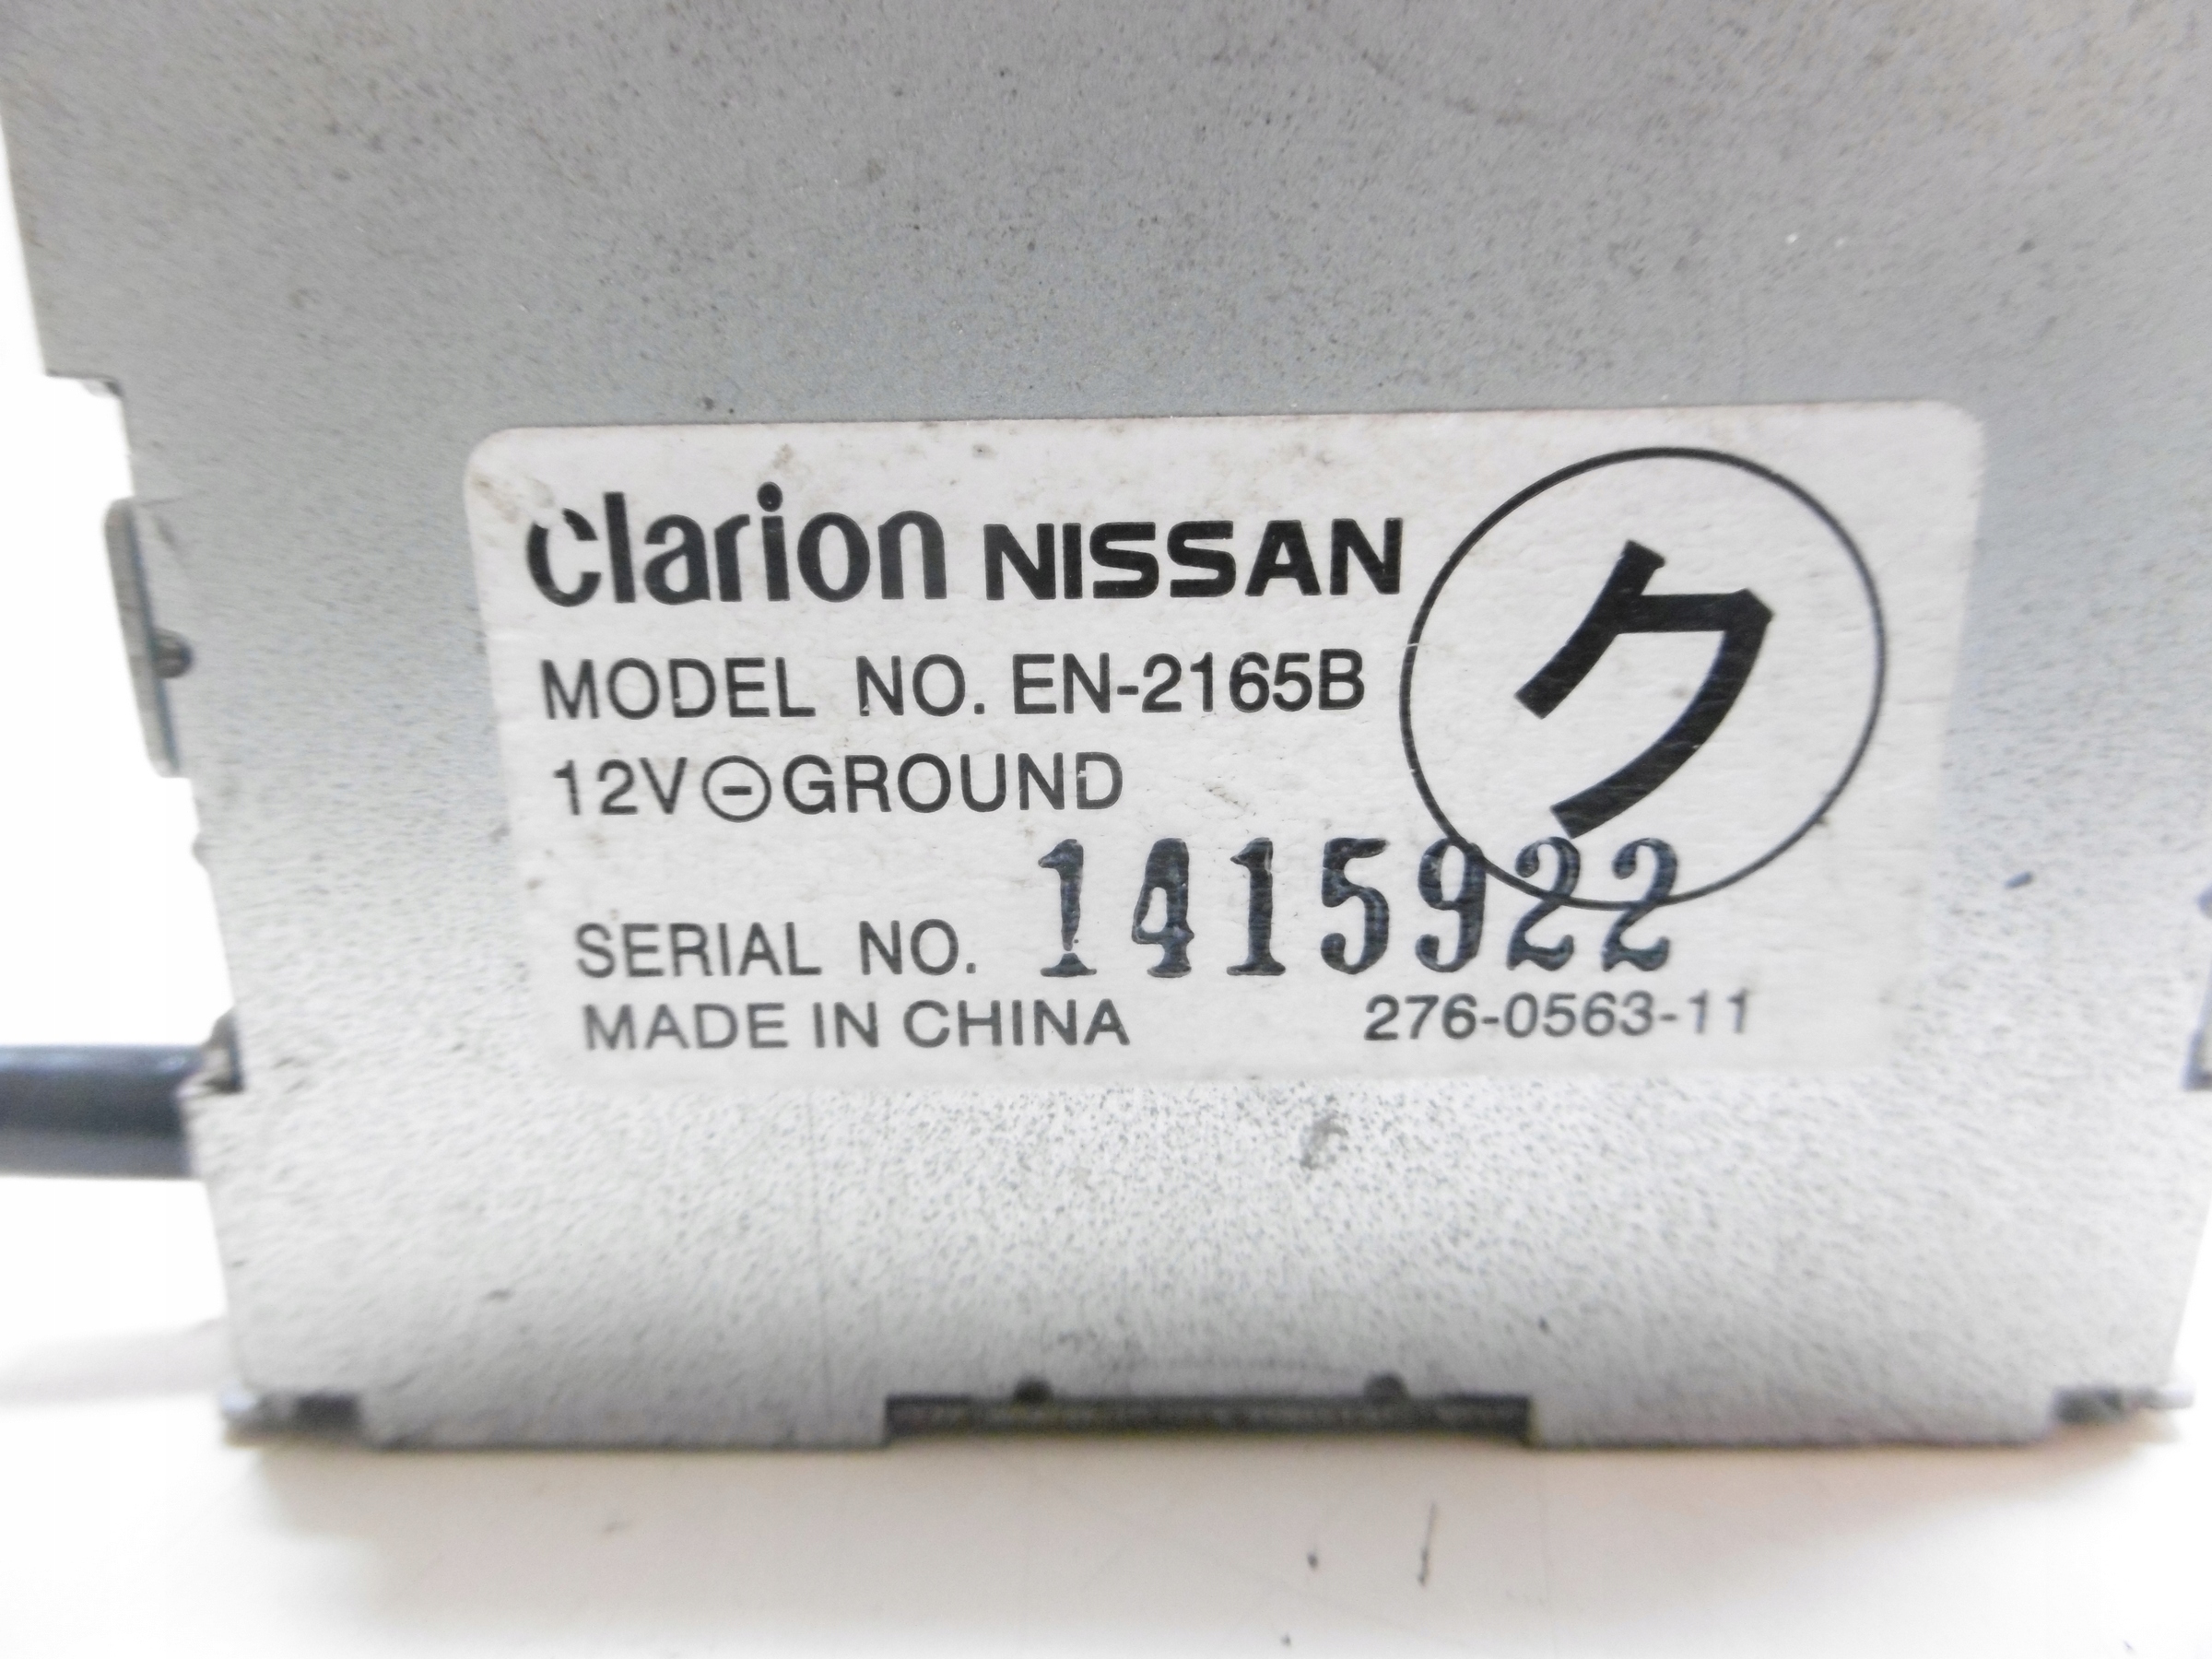 Clarion NISSAN
ク
MODEL NO. EN-2165B
12V⊖GROUND
SERIAL NO. 1415922
MADE IN CHINA 276-0563-11